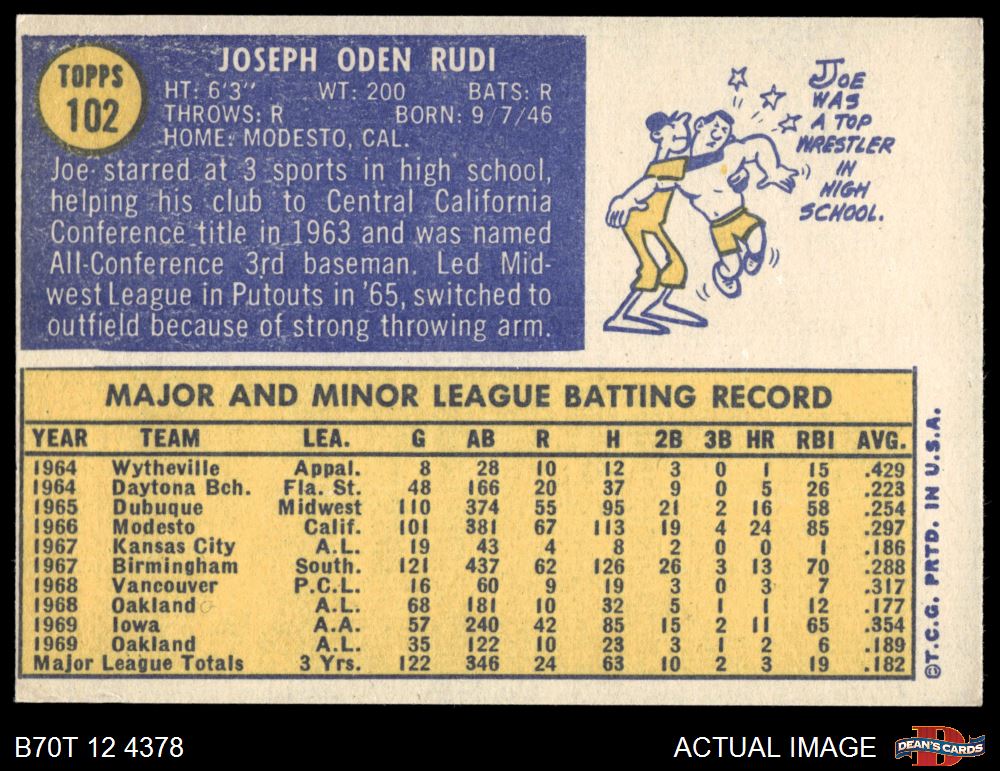 TOPPS
102
JOSEPH ODEN RUDI
HT: 6'3" WT: 200 BATS: R
THROWS: R BORN: 9/7/46
HOME: MODESTO, CAL.
Joe starred at 3 sports in high school,
helping his club to Central California
Conference title in 1963 and was named
All-Conference 3rd baseman. Led Mid-
west League in Putouts in '65, switched to
outfield because of strong throwing arm.
JOE
WAS
A TOP
WRESTLER
IN
HIGH
SCHOOL.
MAJOR AND MINOR LEAGUE BATTING RECORD
YEAR TEAM LEA. G AB R H 2B 3B HR RBI AVG.
1964 Wytheville Appal. 8 28 10 12 3 0 1 15 .429
1964 Daytona Bch. Fla. St. 48 166 20 37 9 0 5 26 .223
1965 Dubuque Midwest 110 374 55 95 21 2 16 58 .254
1966 Modesto Calif. 101 381 67 113 19 4 24 85 .297
1967 Kansas City A.L. 19 43 4 8 2 0 0 1 .186
1967 Birmingham South. 121 437 62 126 26 3 13 70 .288
1968 Vancouver P.C.L. 16 60 9 19 3 0 3 7 .317
1968 Oakland A.L. 68 181 10 32 5 1 1 12 .177
1969 Iowa A.A. 57 240 42 85 15 2 11 65 .354
1969 Oakland A.L. 35 122 10 23 3 1 2 6 .189
Major League Totals 3 Yrs. 122 346 24 63 10 2 3 19 .182
©T.C.G. PRTD. IN U.S.A.
B70T 12 4378
ACTUAL IMAGE
D
DEAN'S CARDS